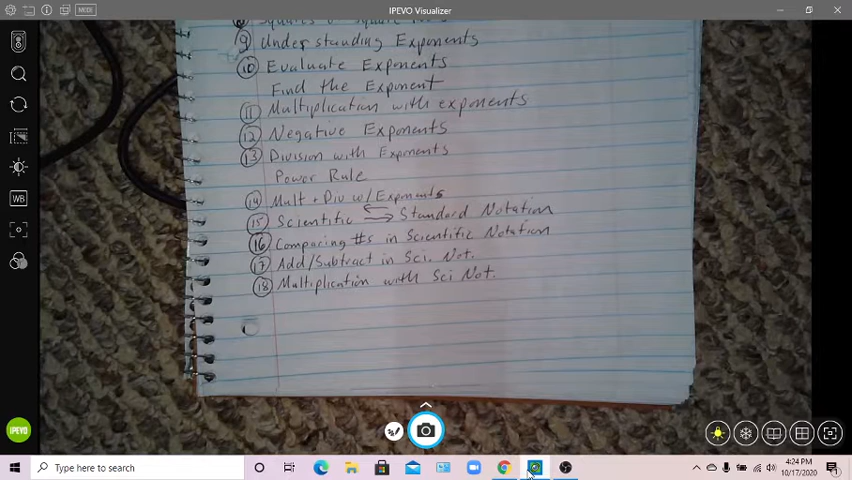 IPEVO Visualizer
MODE
9 Understanding Exponents
10 Evaluate Exponents
Find the Exponent
11 Multiplication with exponents
12 Negative Exponents
13 Division with Exponents
Power Rule
14 Mult + Div w/ Exponents
15 Scientific ⇄ Standard Notation
16 Comparing #s in Scientific Notation
17 Add/Subtract in Sci. Not.
18 Multiplication with Sci Not.
WB
IPEVO
Type here to search
4:24 PM
10/17/2020